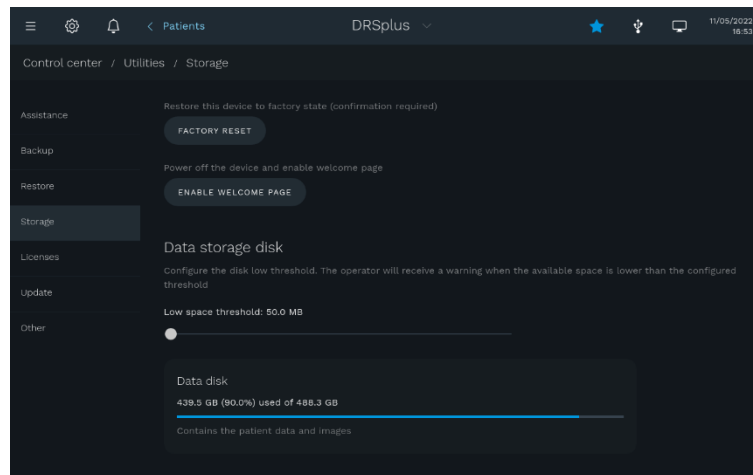 Patients
DRSplus
11/05/2022
16:53
Control center / Utilities / Storage
Assistance
Backup
Restore
Storage
Licenses
Update
Other
Restore this device to factory state (confirmation required)
FACTORY RESET
Power off the device and enable welcome page
ENABLE WELCOME PAGE
Data storage disk
Configure the disk low threshold. The operator will receive a warning when the available space is lower than the configured
threshold
Low space threshold: 50.0 MB
Data disk
439.5 GB (90.0%) used of 488.3 GB
Contains the patient data and images